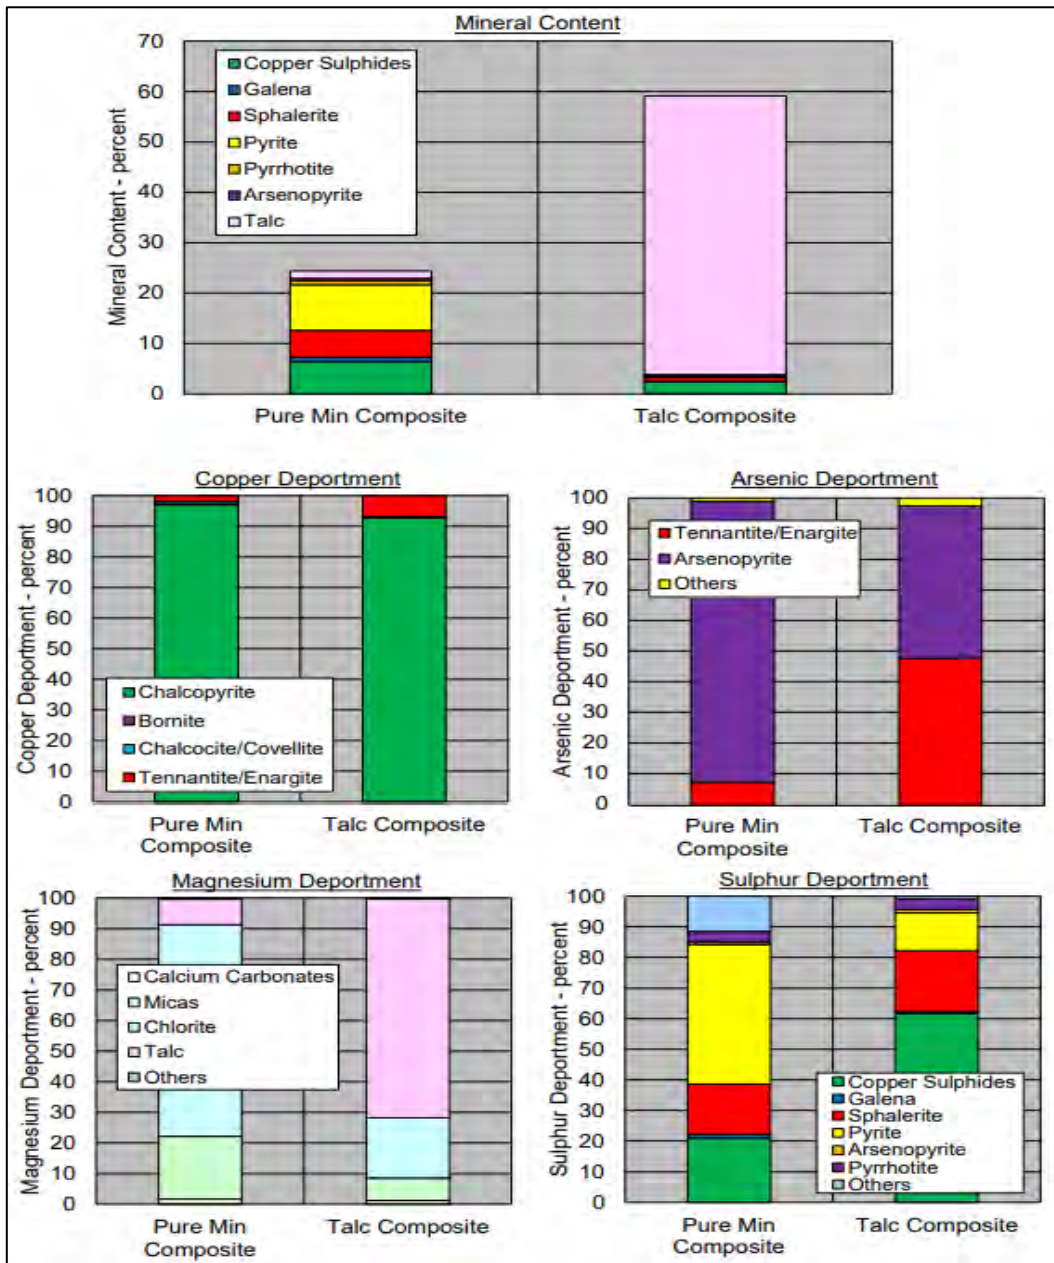 Mineral Content
Mineral Content - percent
70
60
50
40
30
20
10
0
Copper Sulphides
Galena
Sphalerite
Pyrite
Pyrrhotite
Arsenopyrite
Talc
Pure Min Composite
Talc Composite
Copper Deportment
Copper Deportment - percent
100
90
80
70
60
50
40
30
20
10
0
Chalcopyrite
Bornite
Chalcocite/Covellite
Tennantite/Enargite
Pure Min
Composite
Talc Composite
Arsenic Deportment
Arsenic Deportment - percent
100
90
80
70
60
50
40
30
20
10
0
Tennantite/Enargite
Arsenopyrite
Others
Pure Min
Composite
Talc Composite
Magnesium Deportment
Magnesium Deportment - percent
100
90
80
70
60
50
40
30
20
10
0
Calcium Carbonates
Micas
Chlorite
Talc
Others
Pure Min
Composite
Talc Composite
Sulphur Deportment
Sulphur Deportment - percent
100
90
80
70
60
50
40
30
20
10
0
Copper Sulphides
Galena
Sphalerite
Pyrite
Arsenopyrite
Pyrrhotite
Others
Pure Min
Composite
Talc Composite